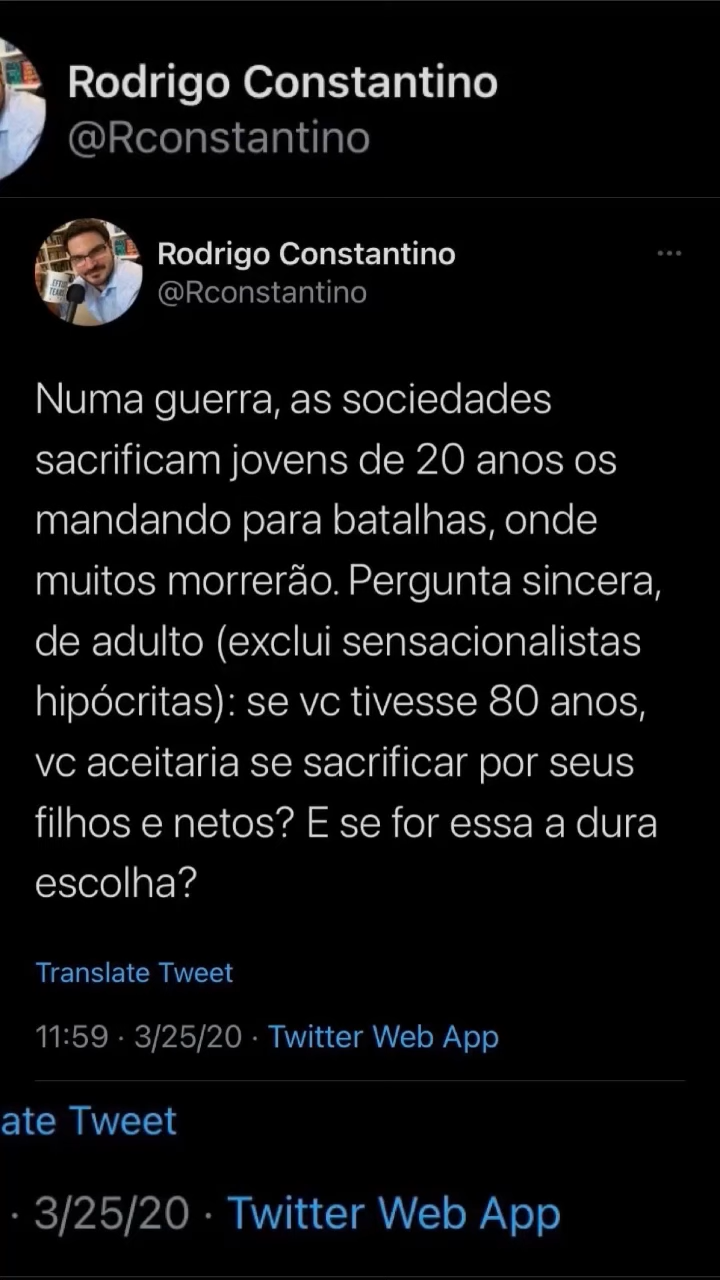 Rodrigo Constantino
@Rconstantino
Rodrigo Constantino
@Rconstantino
Numa guerra, as sociedades
sacrificam jovens de 20 anos os
mandando para batalhas, onde
muitos morrerão. Pergunta sincera,
de adulto (exclui sensacionalistas
hipócritas): se vc tivesse 80 anos,
vc aceitaria se sacrificar por seus
filhos e netos? E se for essa a dura
escolha?
Translate Tweet
11:59 · 3/25/20 · Twitter Web App
ate Tweet
· 3/25/20 · Twitter Web App